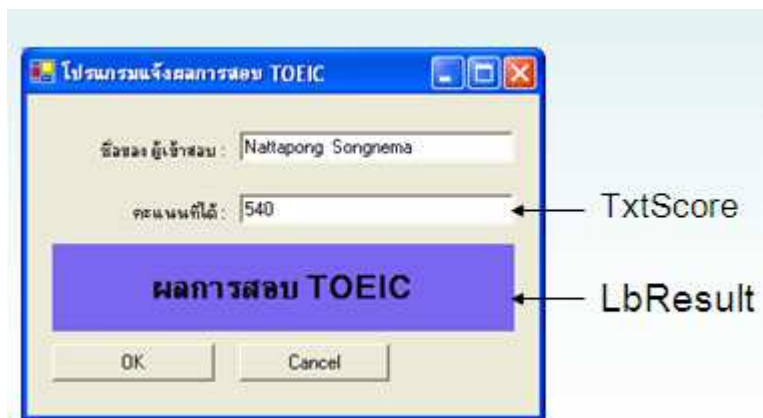 โปรแกรมแจ้งผลการสอบ TOEIC
ชื่อของ ผู้เข้าสอบ : Nattapong Songnema
คะแนนที่ได้ : 540
TxtScore
ผลการสอบ TOEIC
LbResult
OK Cancel